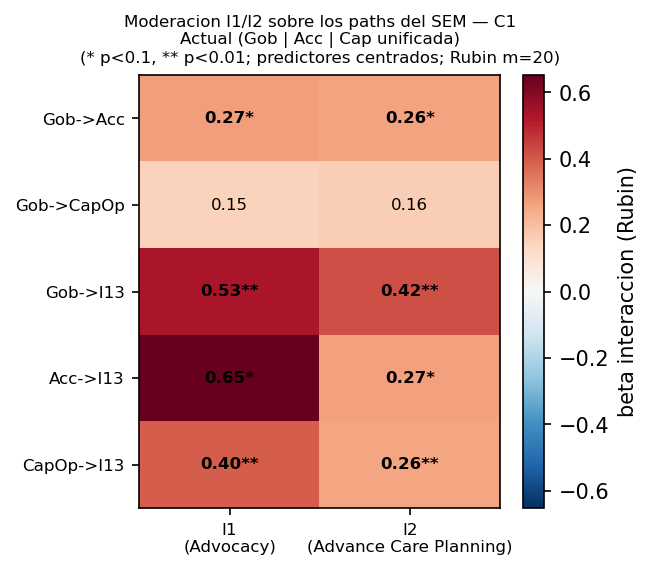 Moderacion I1/I2 sobre los paths del SEM — C1
Actual (Gob | Acc | Cap unificada)
(* p<0.1, ** p<0.01; predictores centrados; Rubin m=20)
Gob->Acc
0.27*
0.26*
Gob->CapOp
0.15
0.16
Gob->I13
0.53**
0.42**
Acc->I13
0.65*
0.27*
CapOp->I13
0.40**
0.26**
I1
(Advocacy)
I2
(Advance Care Planning)
0.6
0.4
0.2
0.0
−0.2
−0.4
−0.6
beta interaccion (Rubin)